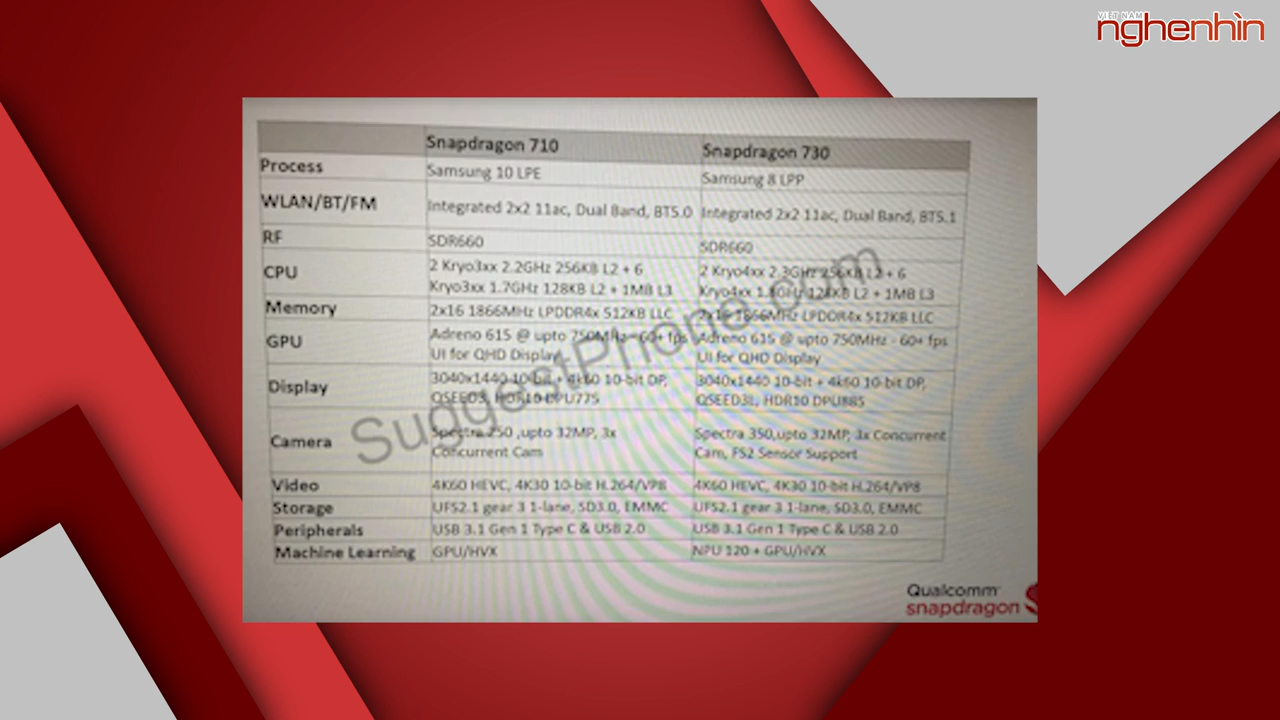 VIỆT NAM
nghenhìn
Snapdragon 710 Snapdragon 730
Process Samsung 10 LPE Samsung 8 LPP
WLAN/BT/FM Integrated 2x2 11ac, Dual Band, BT5.0 Integrated 2x2 11ac, Dual Band, BT5.1
RF SDR660 SDR660
CPU 2 Kryo3xx 2.2GHz 256KB L2 + 6 2 Kryo4xx 2.3GHz 256KB L2 + 6
Kryo3xx 1.7GHz 128KB L2 + 1MB L3 Kryo4xx 1.8GHz 128KB L2 + 1MB L3
Memory 2x16 1866MHz LPDDR4x 512KB LLC 2x16 1866MHz LPDDR4x 512KB LLC
GPU Adreno 615 @ upto 750MHz - 60+ fps Adreno 615 @ upto 750MHz - 60+ fps
UI for QHD Display UI for QHD Display
Display 3040x1440 10-bit + 4k60 10-bit DP, 3040x1440 10-bit + 4k60 10-bit DP,
QSEED3, HDR10 DPU775 HDR10 DPU885
Camera Spectra 250 ,upto 32MP, 3x Spectra 350,upto 32MP, 3x Concurrent
Concurrent Cam Cam, FS2 Sensor Support
Video 4K60 HEVC, 4K30 10-bit H.264/VP8 4K60 HEVC, 4K30 10-bit H.264/VP8
Storage UFS2.1 gear 3 1-lane, SD3.0, EMMC UFS2.1 gear 3 1-lane, SD3.0, EMMC
Peripherals USB 3.1 Gen 1 Type C & USB 2.0 USB 3.1 Gen 1 Type C & USB 2.0
Machine Learning GPU/HVX NPU 120 + GPU/HVX
SuggestPhone.com
Qualcomm
snapdragon